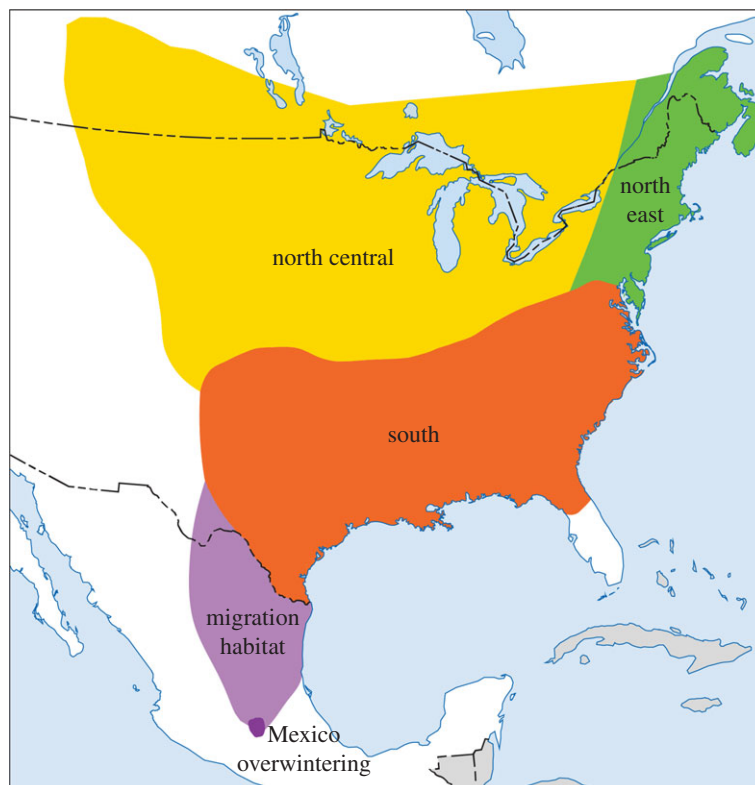 north
east
north central
south
migration
habitat
Mexico
overwintering